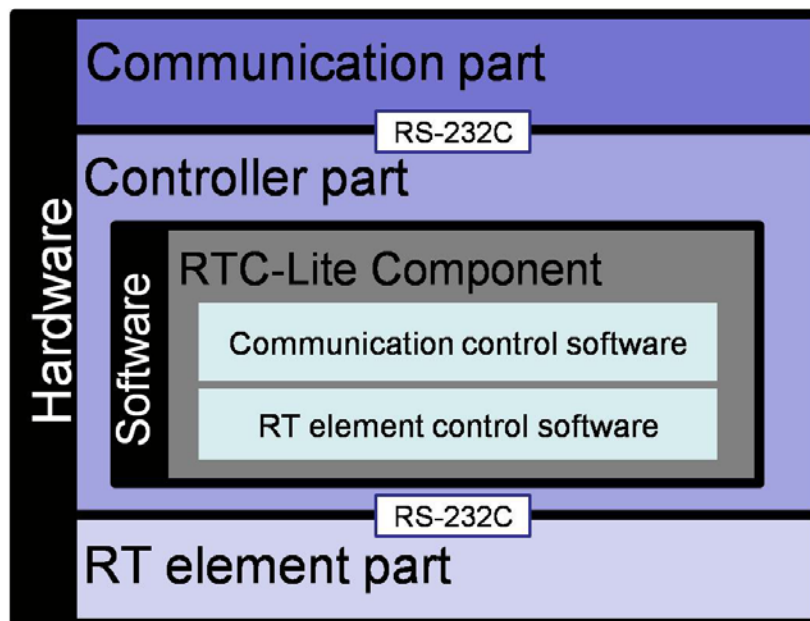 Hardware
Communication part
RS-232C
Controller part
Software
RTC-Lite Component
Communication control software
RT element control software
RS-232C
RT element part